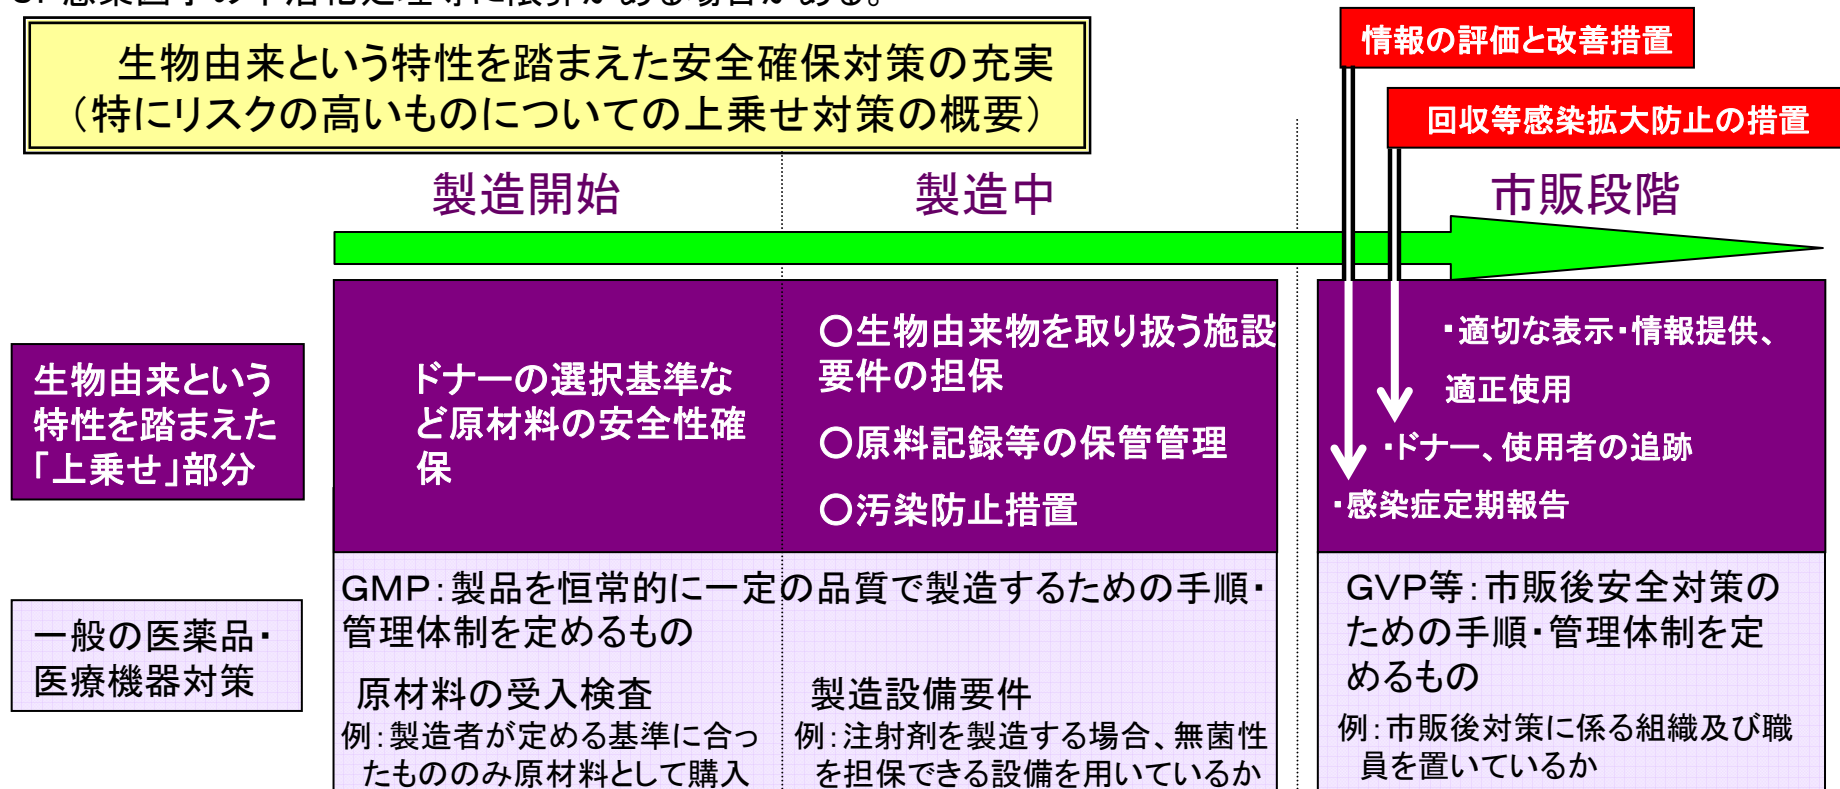 生物由来という特性を踏まえた安全確保対策の充実
（特にリスクの高いものについての上乗せ対策の概要）
情報の評価と改善措置
回収等感染拡大防止の措置
製造開始
製造中
市販段階
生物由来という
特性を踏まえた
「上乗せ」部分
ドナーの選択基準な
ど原材料の安全性確
保
○生物由来物を取り扱う施設
要件の担保
○原料記録等の保管管理
○汚染防止措置
・適切な表示・情報提供、
適正使用
・ドナー、使用者の追跡
・感染症定期報告
一般の医薬品・
医療機器対策
GMP：製品を恒常的に一定の品質で製造するための手順・
管理体制を定めるもの
原材料の受入検査
例：製造者が定める基準に合っ
たもののみ原材料として購入
製造設備要件
例：注射剤を製造する場合、無菌性
を担保できる設備を用いているか
GVP等：市販後安全対策の
ための手順・管理体制を定
めるもの
例：市販後対策に係る組織及び職
員を置いているか